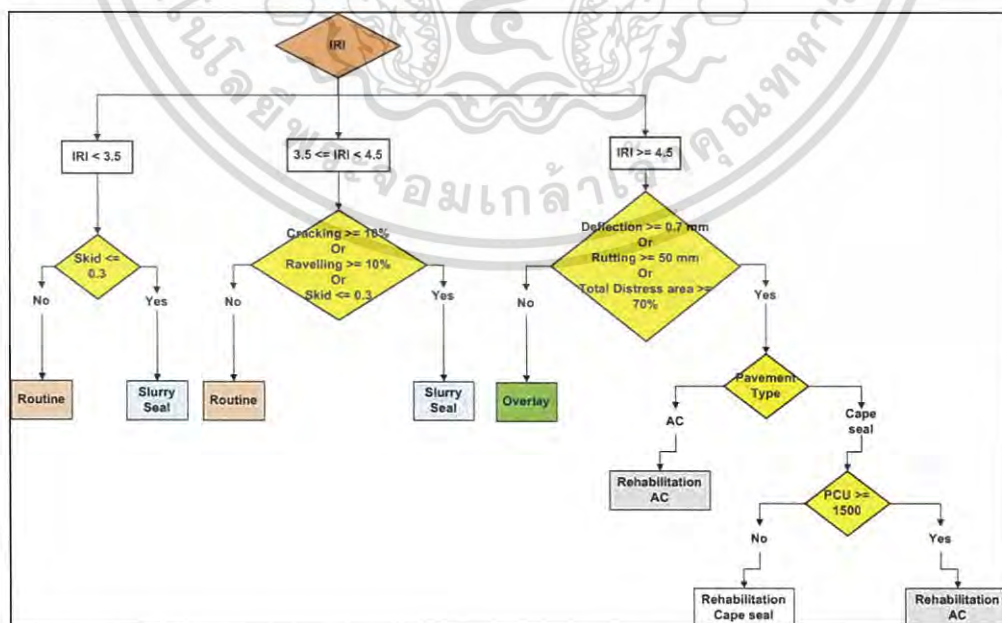 IRI
IRI < 3.5
3.5 <= IRI < 4.5
IRI >= 4.5
Skid <=
0.3
Cracking >= 10%
Or
Ravelling >= 10%
Or
Skid <= 0.3
Deflection >= 0.7 mm
Or
Rutting >= 50 mm
Or
Total Distress area >=
70%
No
Yes
No
Yes
No
Yes
Routine
Slurry
Seal
Routine
Slurry
Seal
Overlay
Pavement
Type
AC
Cape
seal
Rehabilitation
AC
PCU >=
1500
No
Yes
Rehabilitation
Cape seal
Rehabilitation
AC